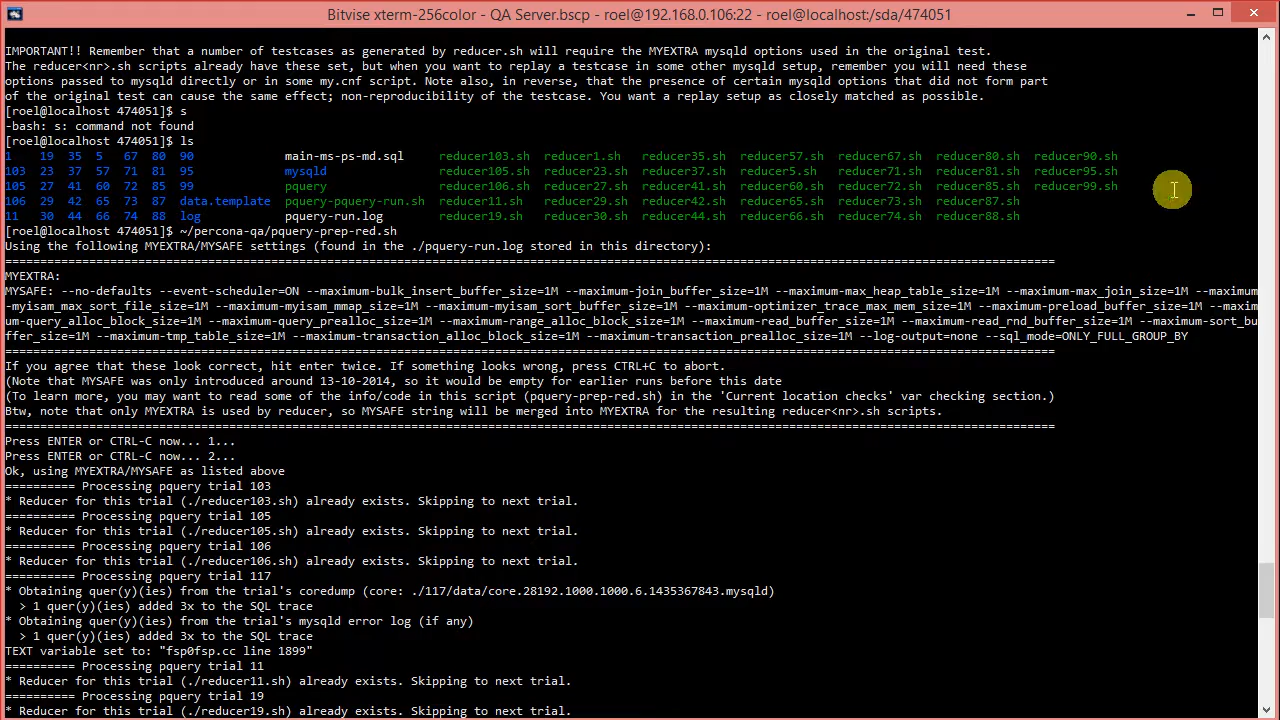 Bitvise xterm-256color - QA Server.bscp - roel@192.168.0.106:22 - roel@localhost:/sda/474051
IMPORTANT!! Remember that a number of testcases as generated by reducer.sh will require the MYEXTRA mysqld options used in the original test.
The reducer<nr>.sh scripts already have these set, but when you want to replay a testcase in some other mysqld setup, remember you will need these
options passed to mysqld directly or in some my.cnf script. Note also, in reverse, that the presence of certain mysqld options that did not form part
of the original test can cause the same effect; non-reproducibility of the testcase. You want a replay setup as closely matched as possible.
[roel@localhost 474051]$ s
-bash: s: command not found
[roel@localhost 474051]$ ls
1    19  35  5   67  80  90             main-ms-ps-md.sql     reducer103.sh  reducer1.sh   reducer35.sh  reducer57.sh  reducer67.sh  reducer80.sh  reducer90.sh
103  23  37  57  71  81  95             mysqld                reducer105.sh  reducer23.sh  reducer37.sh  reducer5.sh   reducer71.sh  reducer81.sh  reducer95.sh
105  27  41  60  72  85  99             pquery                reducer106.sh  reducer27.sh  reducer41.sh  reducer60.sh  reducer72.sh  reducer85.sh  reducer99.sh
106  29  42  65  73  87  data.template  pquery-pquery-run.sh  reducer11.sh   reducer29.sh  reducer42.sh  reducer65.sh  reducer73.sh  reducer87.sh
11   30  44  66  74  88  log            pquery-run.log        reducer19.sh   reducer30.sh  reducer44.sh  reducer66.sh  reducer74.sh  reducer88.sh
[roel@localhost 474051]$ ~/percona-qa/pquery-prep-red.sh
Using the following MYEXTRA/MYSAFE settings (found in the ./pquery-run.log stored in this directory):
======================================================================================================================================================
MYEXTRA:
MYSAFE: --no-defaults --event-scheduler=ON --maximum-bulk_insert_buffer_size=1M --maximum-join_buffer_size=1M --maximum-max_heap_table_size=1M --maximum-max_join_size=1M --maximum
-myisam_max_sort_file_size=1M --maximum-myisam_mmap_size=1M --maximum-myisam_sort_buffer_size=1M --maximum-optimizer_trace_max_mem_size=1M --maximum-preload_buffer_size=1M --maxim
um-query_alloc_block_size=1M --maximum-query_prealloc_size=1M --maximum-range_alloc_block_size=1M --maximum-read_buffer_size=1M --maximum-read_rnd_buffer_size=1M --maximum-sort_bu
ffer_size=1M --maximum-tmp_table_size=1M --maximum-transaction_alloc_block_size=1M --maximum-transaction_prealloc_size=1M --log-output=none --sql_mode=ONLY_FULL_GROUP_BY
======================================================================================================================================================
If you agree that these look correct, hit enter twice. If something looks wrong, press CTRL+C to abort.
(Note that MYSAFE was only introduced around 13-10-2014, so it would be empty for earlier runs before this date
(To learn more, you may want to read some of the info/code in this script (pquery-prep-red.sh) in the 'Current location checks' var checking section.)
Btw, note that only MYEXTRA is used by reducer, so MYSAFE string will be merged into MYEXTRA for the resulting reducer<nr>.sh scripts.
======================================================================================================================================================
Press ENTER or CTRL-C now... 1...
Press ENTER or CTRL-C now... 2...
Ok, using MYEXTRA/MYSAFE as listed above
========== Processing pquery trial 103
* Reducer for this trial (./reducer103.sh) already exists. Skipping to next trial.
========== Processing pquery trial 105
* Reducer for this trial (./reducer105.sh) already exists. Skipping to next trial.
========== Processing pquery trial 106
* Reducer for this trial (./reducer106.sh) already exists. Skipping to next trial.
========== Processing pquery trial 117
* Obtaining quer(y)(ies) from the trial's coredump (core: ./117/data/core.28192.1000.1000.6.1435367843.mysqld)
  > 1 quer(y)(ies) added 3x to the SQL trace
* Obtaining quer(y)(ies) from the trial's mysqld error log (if any)
  > 1 quer(y)(ies) added 3x to the SQL trace
TEXT variable set to: "fsp0fsp.cc line 1899"
========== Processing pquery trial 11
* Reducer for this trial (./reducer11.sh) already exists. Skipping to next trial.
========== Processing pquery trial 19
* Reducer for this trial (./reducer19.sh) already exists. Skipping to next trial.